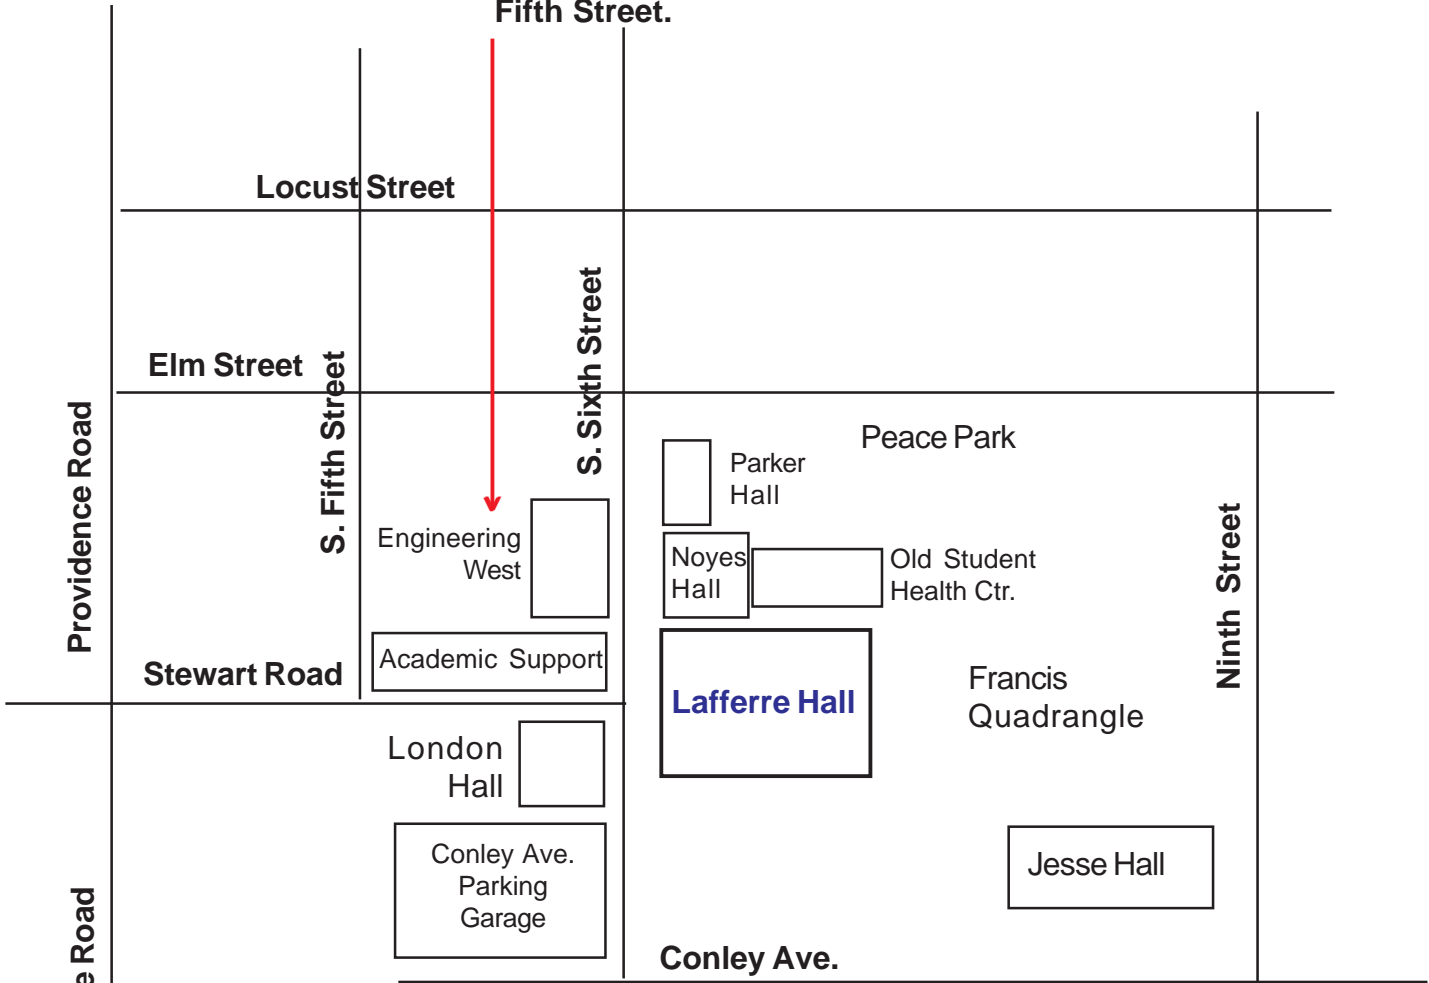 Fifth Street.
Locust Street
S. Sixth Street
Elm Street
S. Fifth Street
Providence Road
Peace Park
Parker
Hall
Engineering
West
Noyes
Hall
Old Student
Health Ctr.
Ninth Street
Academic Support
Stewart Road
Lafferre Hall
Francis
Quadrangle
London
Hall
Conley Ave.
Parking
Garage
Jesse Hall
Road
Conley Ave.